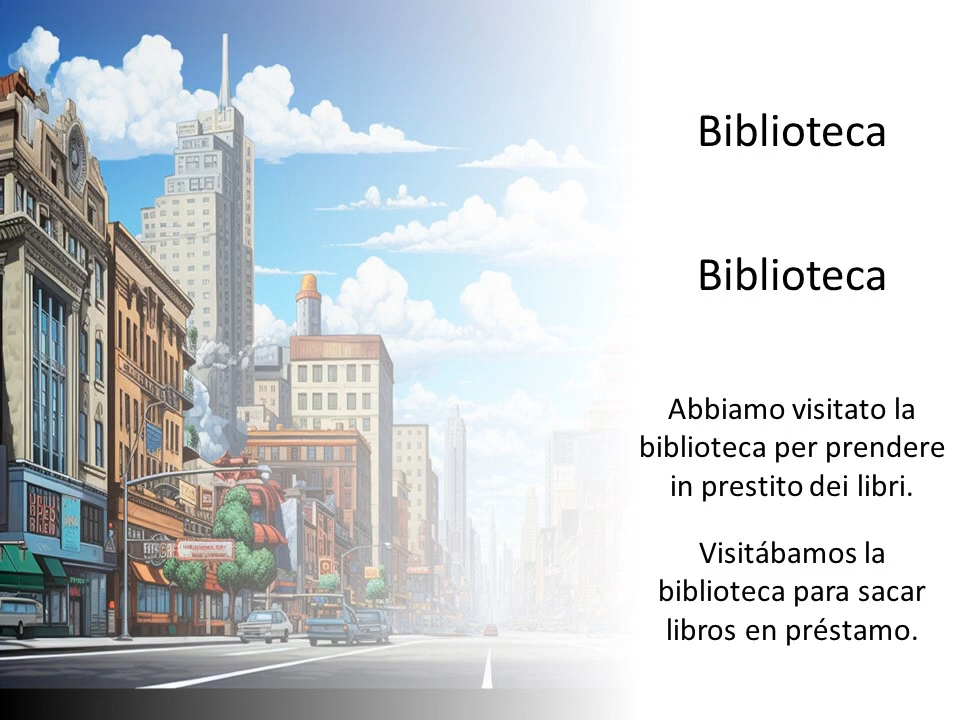 Biblioteca
Biblioteca
Abbiamo visitato la
biblioteca per prendere
in prestito dei libri.
Visitábamos la
biblioteca para sacar
libros en préstamo.